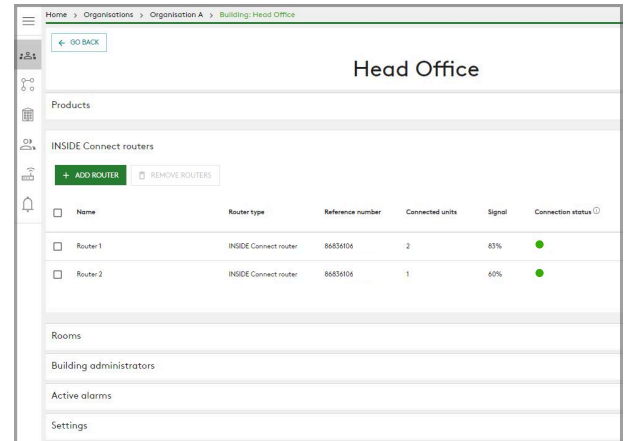 Home > Organisations > Organisation A > Building: Head Office
← GO BACK
Head Office
Products
INSIDE Connect routers
+ ADD ROUTER REMOVE ROUTERS
Name Router type Reference number Connected units Signal Connection status
Router 1 INSIDE Connect router 86836106 2 83%
Router 2 INSIDE Connect router 86836106 1 60%
Rooms
Building administrators
Active alarms
Settings